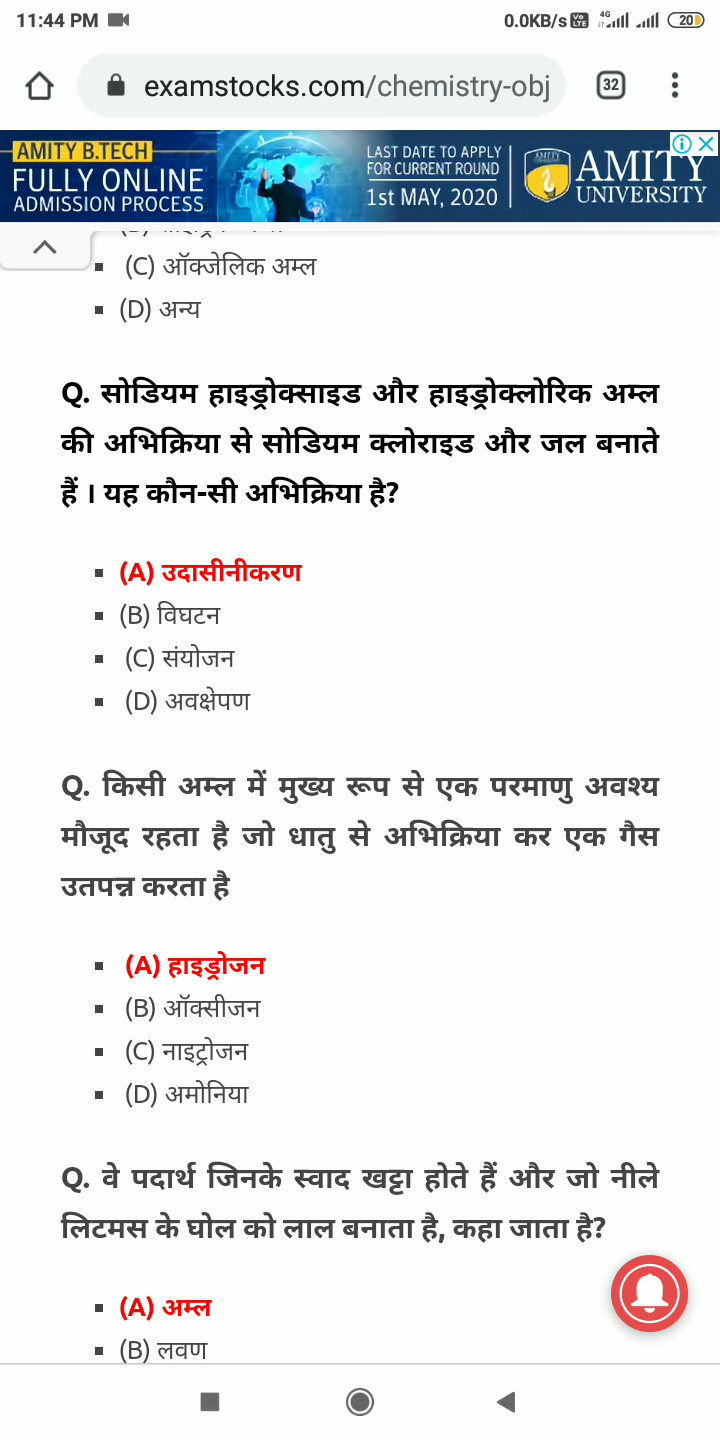 11:44 PM
0.0KB/s Vo LTE 4G 20
examstocks.com/chemistry-obj
32
AMITY B.TECH
FULLY ONLINE
ADMISSION PROCESS
LAST DATE TO APPLY
FOR CURRENT ROUND
1st MAY, 2020
AMITY
AMITY
UNIVERSITY
(C) ऑक्जेलिक अम्ल
(D) अन्य
Q. सोडियम हाइड्रोक्साइड और हाइड्रोक्लोरिक अम्ल
की अभिक्रिया से सोडियम क्लोराइड और जल बनाते
हैं । यह कौन-सी अभिक्रिया है?
(A) उदासीनीकरण
(B) विघटन
(C) संयोजन
(D) अवक्षेपण
Q. किसी अम्ल में मुख्य रूप से एक परमाणु अवश्य
मौजूद रहता है जो धातु से अभिक्रिया कर एक गैस
उतपन्न करता है
(A) हाइड्रोजन
(B) ऑक्सीजन
(C) नाइट्रोजन
(D) अमोनिया
Q. वे पदार्थ जिनके स्वाद खट्टा होते हैं और जो नीले
लिटमस के घोल को लाल बनाता है, कहा जाता है?
(A) अम्ल
(B) लवण